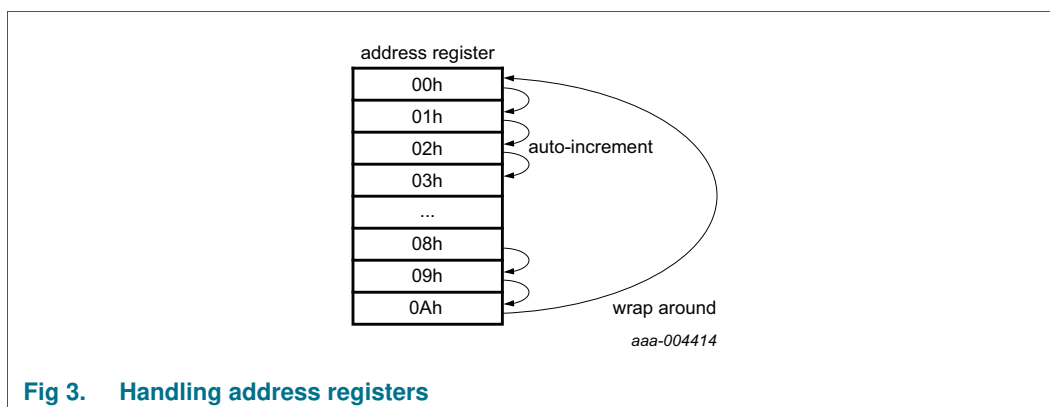 address register
00h
01h
02h
auto-increment
03h
...
08h
09h
0Ah
wrap around
aaa-004414
Fig 3. Handling address registers